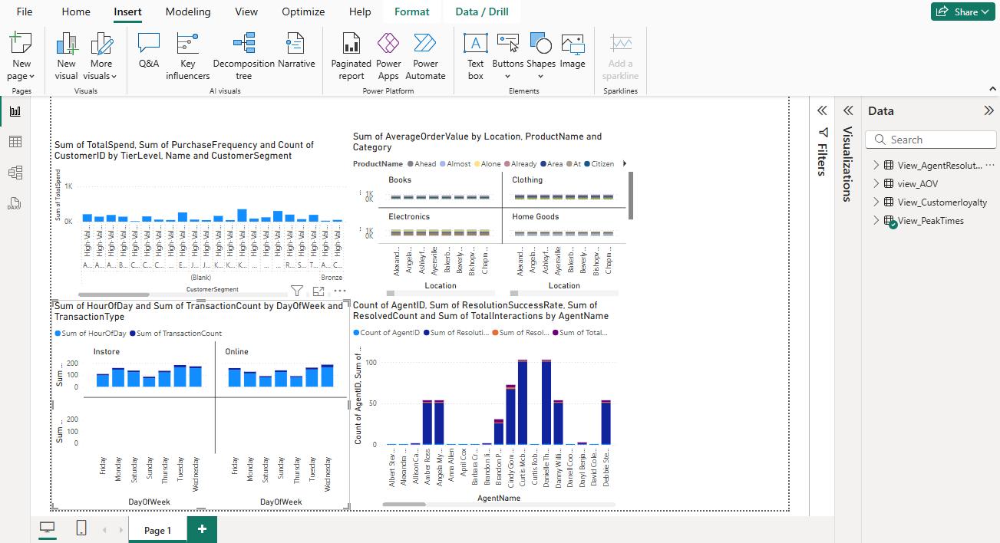 File Home Insert Modeling View Optimize Help Format Data / Drill Share
New page
New visual
More visuals
Q&A
Key influencers
Decomposition tree
Narrative
Paginated report
Power Apps
Power Automate
Text box
Buttons
Shapes
Image
Add a sparkline
Pages Visuals AI visuals Power Platform Elements Sparklines
Sum of TotalSpend, Sum of PurchaseFrequency and Count of
CustomerID by TierLevel, Name and CustomerSegment
Sum of TotalSpend
1K
0K
High-Val... High-Val... High-Val... High-Val... High-Val... High-Val... High-Val... High-Val... High-Val... High-Val... High-Val... High-Val... High-Val... High-Val... High-Val... High-Val... High-Val... High-Val... High-Val... High-Val... High-Val... High-Val...
A... A... A... B... C... C... C... ... E... J... J... K... K... K... ... ... ... R... S... T... A... C...
(Blank) Bronze
CustomerSegment
Sum of AverageOrderValue by Location, ProductName and
Category
ProductName Ahead Almost Alone Already Area At Citizen
Books Clothing
1K
0K
Electronics Home Goods
1K
0K
Alexand... Angela... Ashleyf... Ayersville Bakerb... Beverly... Bishopv... Chapm...
Alexand... Angela... Ashleyf... Ayersville Bakerb... Beverly... Bishopv... Chapm...
Location Location
Sum of HourOfDay and Sum of TransactionCount by DayOfWeek and
TransactionType
Sum of HourOfDay Sum of TransactionCount
Instore Online
Sum ...
200
100
0
Sum ...
200
100
0
Friday Monday Saturday Sunday Thursday Tuesday Wednesday
Friday Monday Saturday Sunday Thursday Tuesday Wednesday
DayOfWeek DayOfWeek
Count of AgentID, Sum of ResolutionSuccessRate, Sum of
ResolvedCount and Sum of TotalInteractions by AgentName
Count of AgentID Sum of Resoluti... Sum of Resol... Sum of Total...
Count of AgentID, Sum of ...
100
50
0
Albert Stev... Alexandra ... Allison Ca... Amber Ross Angela My... Anna Allen April Cox Barbara Cr... Brandon Ji... Brandon P... Cindy Gom... Curtis Mcb... Curtis Rob... Danielle Th... Danny Willi... Darrell Coo... Daryl Benja... David Cole... Debbie Ste...
AgentName
Filters
Visualizations
Data
Search
View_AgentResolut... ...
view_AOV
View_Customerloyalty
View_PeakTimes
Page 1 +